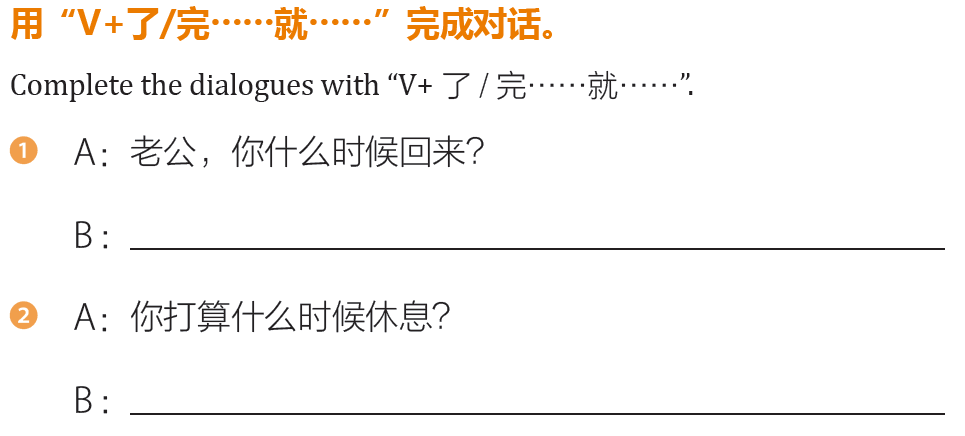 用“V+了/完……就……”完成对话。
Complete the dialogues with “V+ 了 / 完……就……”.
1 A：老公，你什么时候回来？
B：
2 A：你打算什么时候休息？
B：